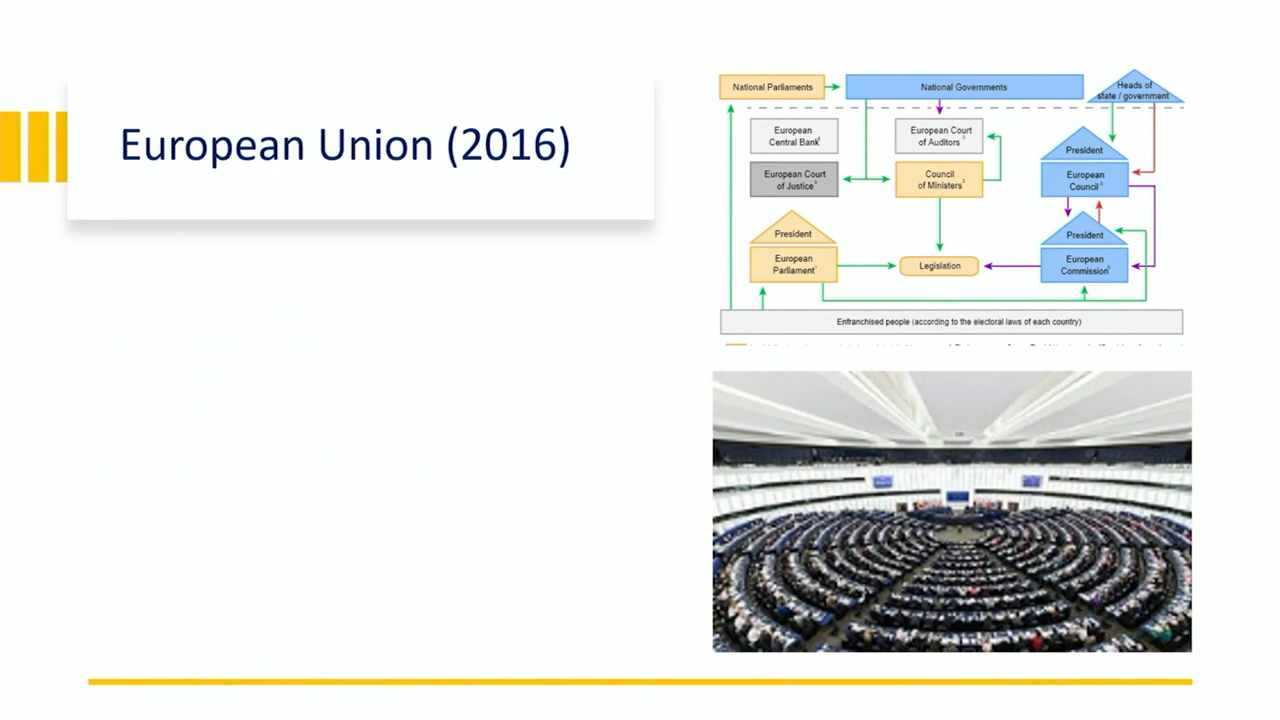 European Union (2016)
National Parliaments
National Governments
Heads of
state / government
European
Central Bank
European Court
of Auditors
President
European Court
of Justice
Council
of Ministers
European
Council
President
President
European
Parliament
Legislation
European
Commission
Enfranchised people (according to the electoral laws of each country)